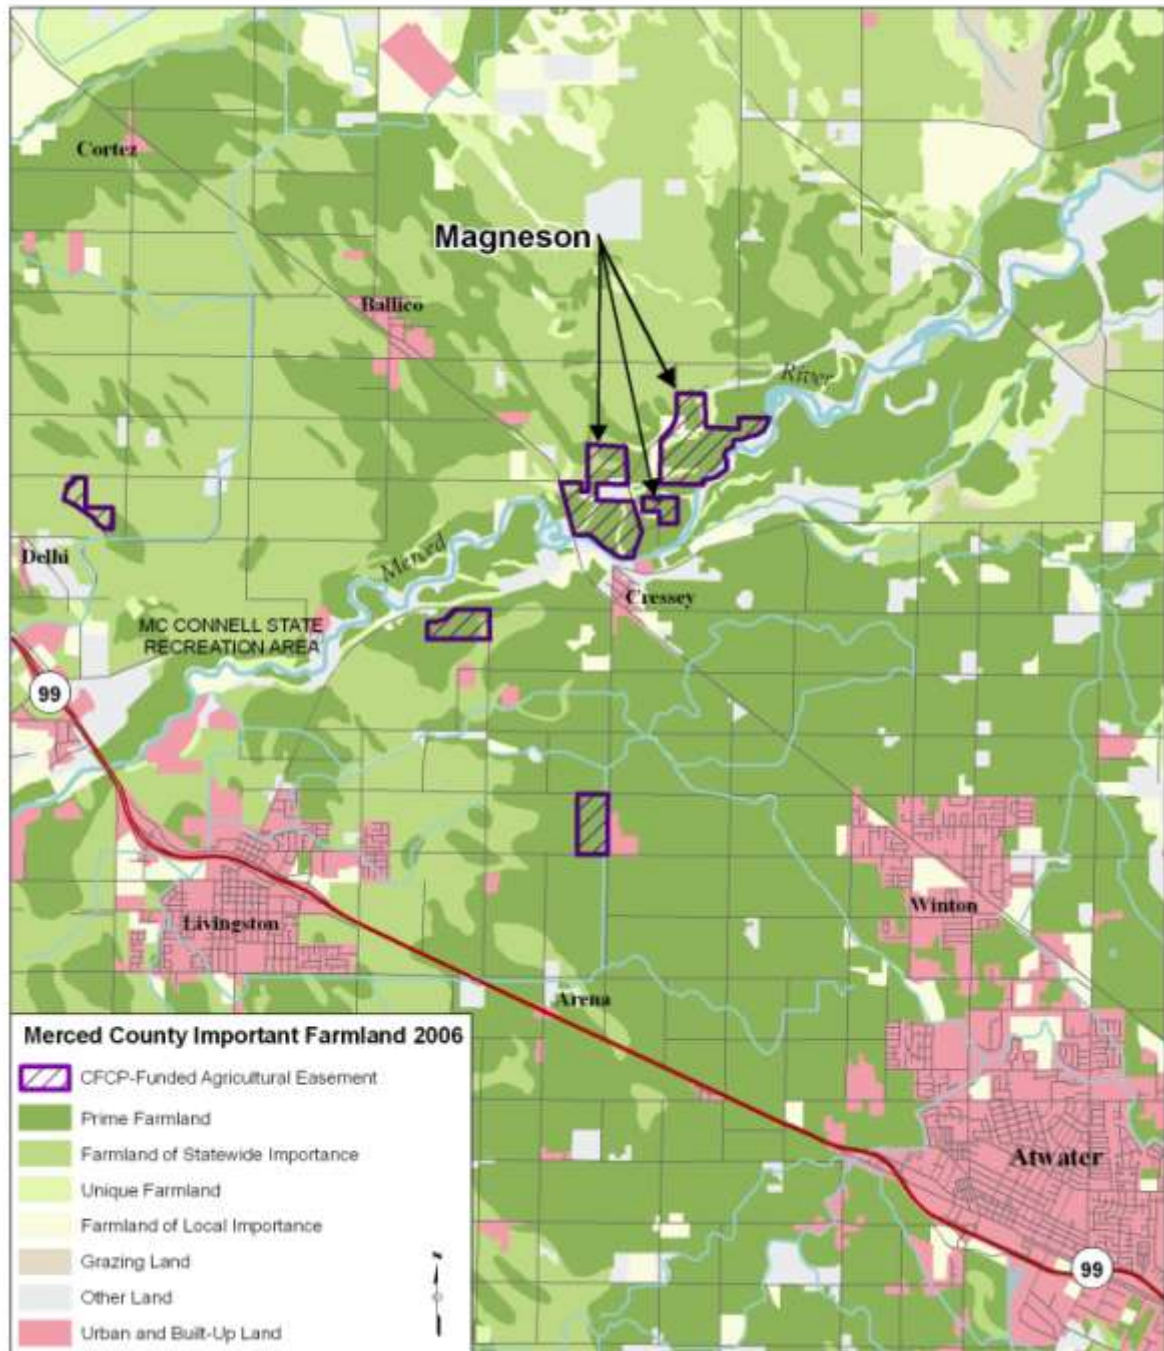 Cortez
Magneson
Ballico
River
Delhi
Merced
Cressey
MC CONNELL STATE
RECREATION AREA
99
Winton
Livingston
Arena
Merced County Important Farmland 2006
CFCP-Funded Agricultural Easement
Prime Farmland
Farmland of Statewide Importance
Unique Farmland
Farmland of Local Importance
Grazing Land
Other Land
Urban and Built-Up Land
Atwater
99